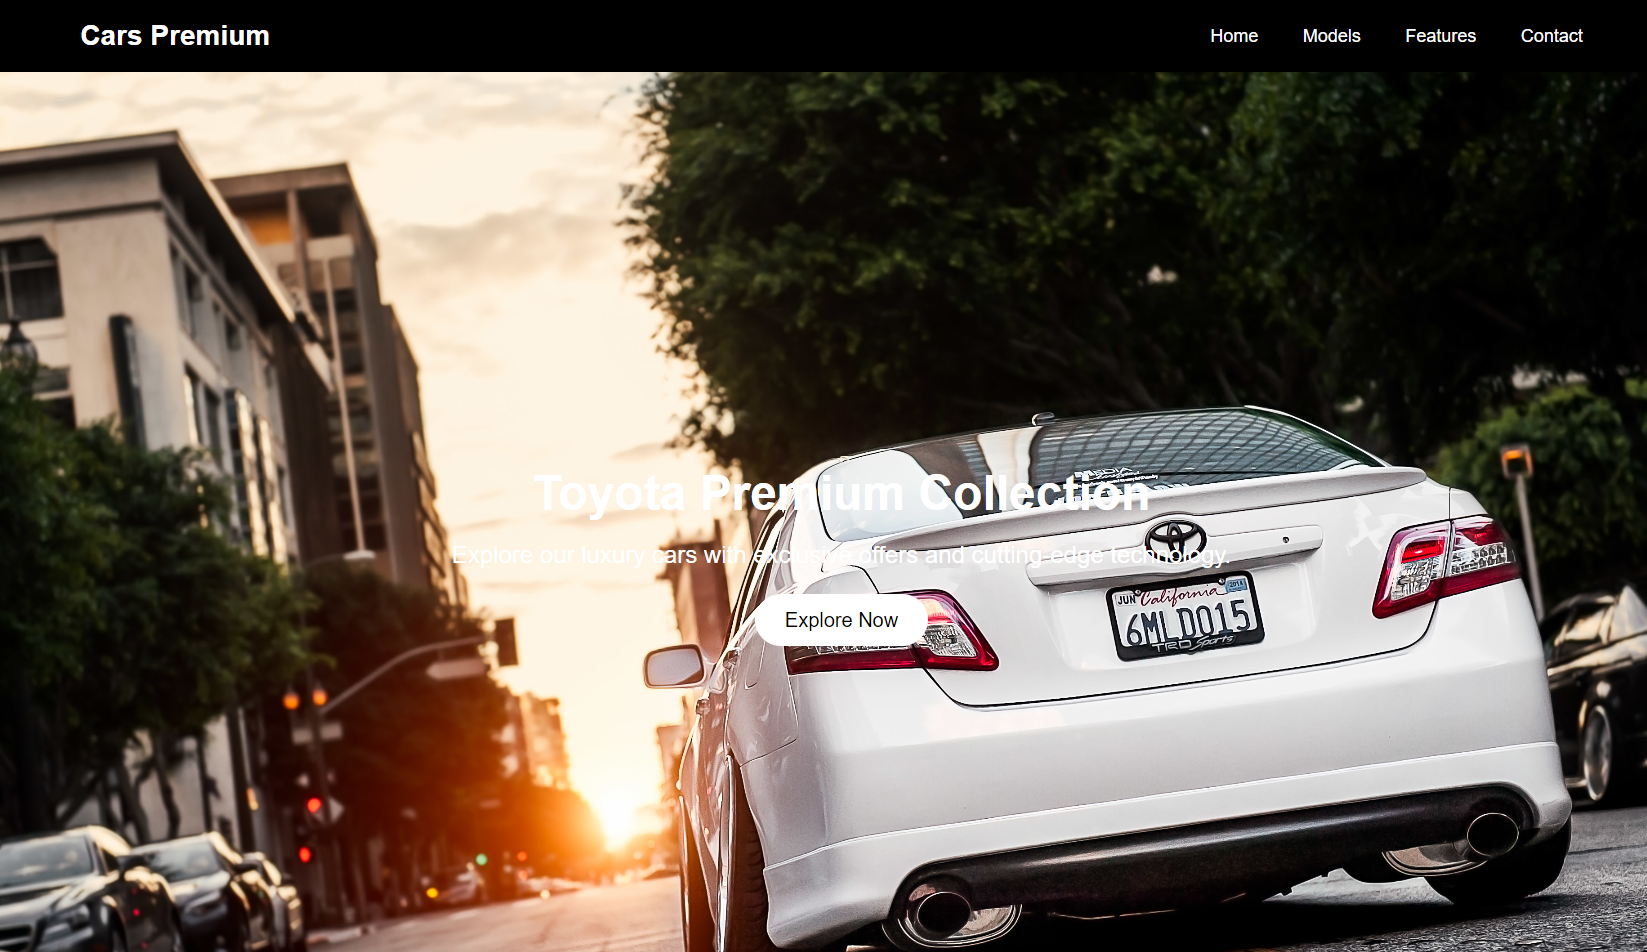 Cars Premium
Home Models Features Contact
Toyota Premium Collection
Explore our luxury cars with exclusive offers and cutting-edge technology.
Explore Now
JUN California 2014
6MLD015
TRD Sports